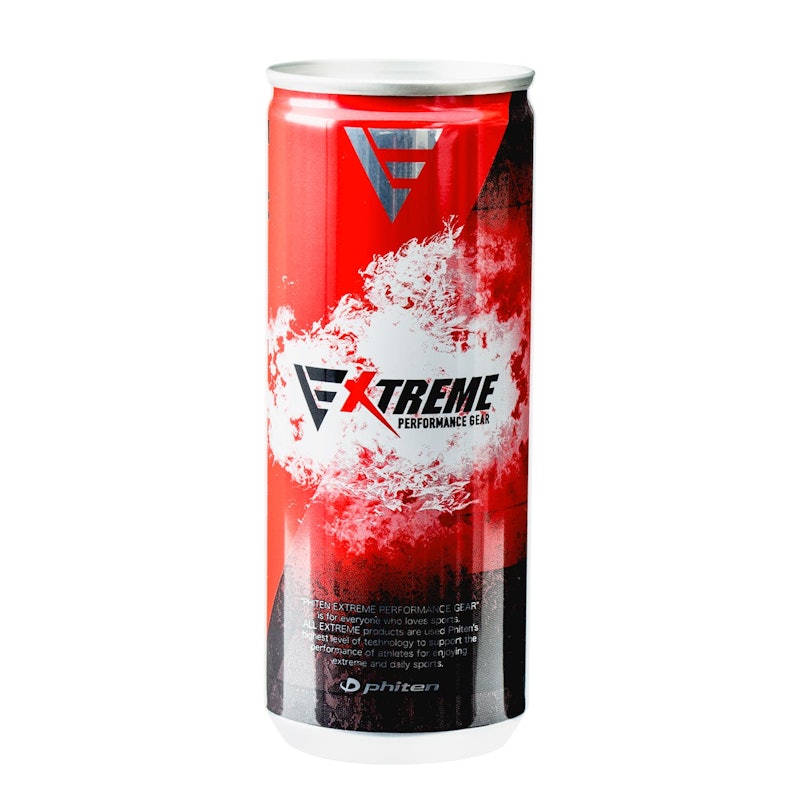 EXTREME
PERFORMANCE GEAR
"PHITEN EXTREME PERFORMANCE GEAR"
is for everyone who loves sports.
ALL EXTREME products are used Phiten's
highest level of technology to support the
performance of athletes for enjoying
extreme and daily sports.
phiten